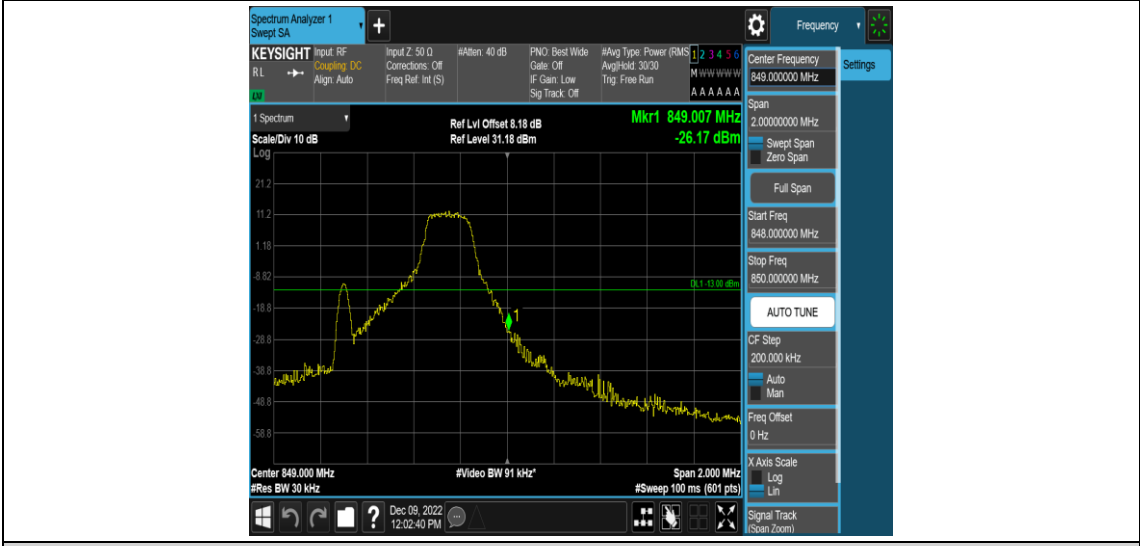 Spectrum Analyzer 1
Swept SA
Frequency
KEYSIGHT
RL
Input: RF
Coupling: DC
Align: Auto
Input Z: 50 Ω
Corrections: Off
Freq Ref: Int (S)
#Atten: 40 dB
PNO: Best Wide
Gate: Off
IF Gain: Low
Sig Track: Off
#Avg Type: Power (RMS
Avg|Hold: 30/30
Trig: Free Run
1 2 3 4 5 6
M W W W W W
A A A A A A
1 Spectrum
Scale/Div 10 dB
Log
Ref Lvl Offset 8.18 dB
Ref Level 31.18 dBm
Mkr1 849.007 MHz
-26.17 dBm
21.2
11.2
1.18
-8.82
-18.8
-28.8
-38.8
-48.8
-58.8
DL1 -13.00 dBm
1
Center 849.000 MHz
#Res BW 30 kHz
#Video BW 91 kHz*
Span 2.000 MHz
#Sweep 100 ms (601 pts)
Dec 09, 2022
12:02:40 PM
Center Frequency
849.000000 MHz
Settings
Span
2.00000000 MHz
Swept Span
Zero Span
Full Span
Start Freq
848.000000 MHz
Stop Freq
850.000000 MHz
AUTO TUNE
CF Step
200.000 kHz
Auto
Man
Freq Offset
0 Hz
X Axis Scale
Log
Lin
Signal Track
(Span Zoom)